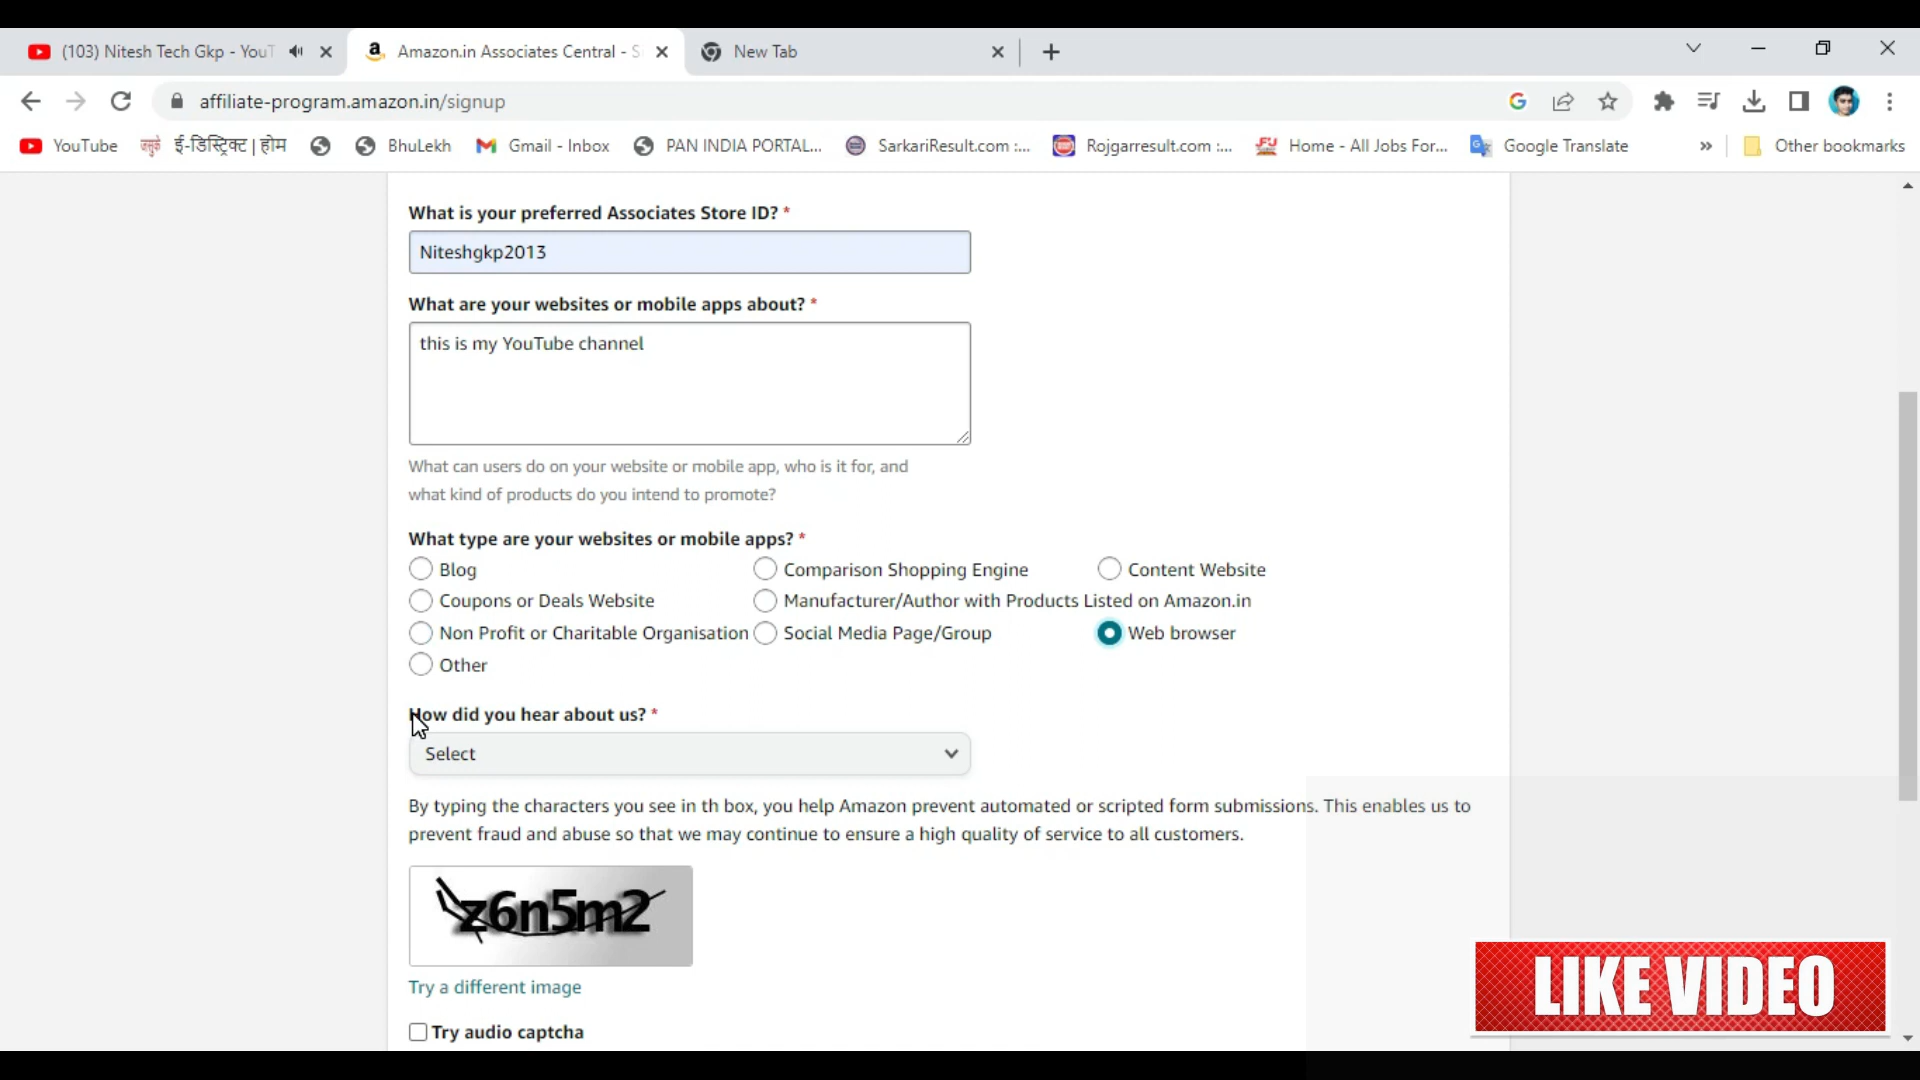 (103) Nitesh Tech Gkp - YouT
Amazon.in Associates Central - S
New Tab
affiliate-program.amazon.in/signup
YouTube
ई-डिस्ट्रिक्ट | होम
BhuLekh
Gmail - Inbox
PAN INDIA PORTAL...
SarkariResult.com :...
Rojgarresult.com :...
Home - All Jobs For...
Google Translate
»
Other bookmarks
What is your preferred Associates Store ID? *
Niteshgkp2013
What are your websites or mobile apps about? *
this is my YouTube channel
What can users do on your website or mobile app, who is it for, and
what kind of products do you intend to promote?
What type are your websites or mobile apps? *
Blog
Comparison Shopping Engine
Content Website
Coupons or Deals Website
Manufacturer/Author with Products Listed on Amazon.in
Non Profit or Charitable Organisation
Social Media Page/Group
Web browser
Other
How did you hear about us? *
Select
By typing the characters you see in th box, you help Amazon prevent automated or scripted form submissions. This enables us to
prevent fraud and abuse so that we may continue to ensure a high quality of service to all customers.
z6n5m2
Try a different image
Try audio captcha
LIKE VIDEO